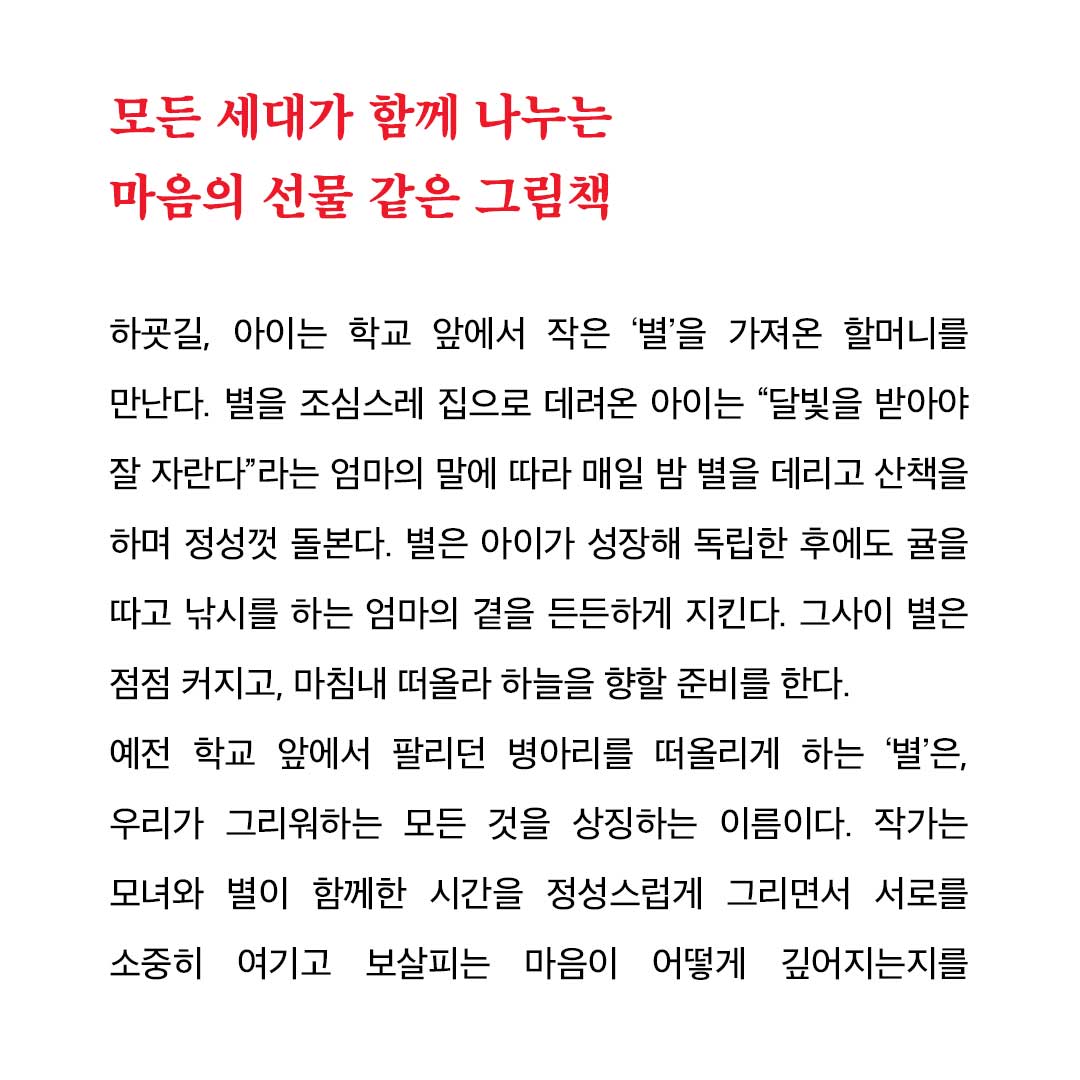 모든 세대가 함께 나누는
마음의 선물 같은 그림책
하굣길, 아이는 학교 앞에서 작은 ‘별’을 가져온 할머니를
만난다. 별을 조심스레 집으로 데려온 아이는 “달빛을 받아야
잘 자란다”라는 엄마의 말에 따라 매일 밤 별을 데리고 산책을
하며 정성껏 돌본다. 별은 아이가 성장해 독립한 후에도 귤을
따고 낚시를 하는 엄마의 곁을 든든하게 지킨다. 그사이 별은
점점 커지고, 마침내 떠올라 하늘을 향할 준비를 한다.
예전 학교 앞에서 팔리던 병아리를 떠올리게 하는 ‘별’은,
우리가 그리워하는 모든 것을 상징하는 이름이다. 작가는
모녀와 별이 함께한 시간을 정성스럽게 그리면서 서로를
소중히 여기고 보살피는 마음이 어떻게 깊어지는지를